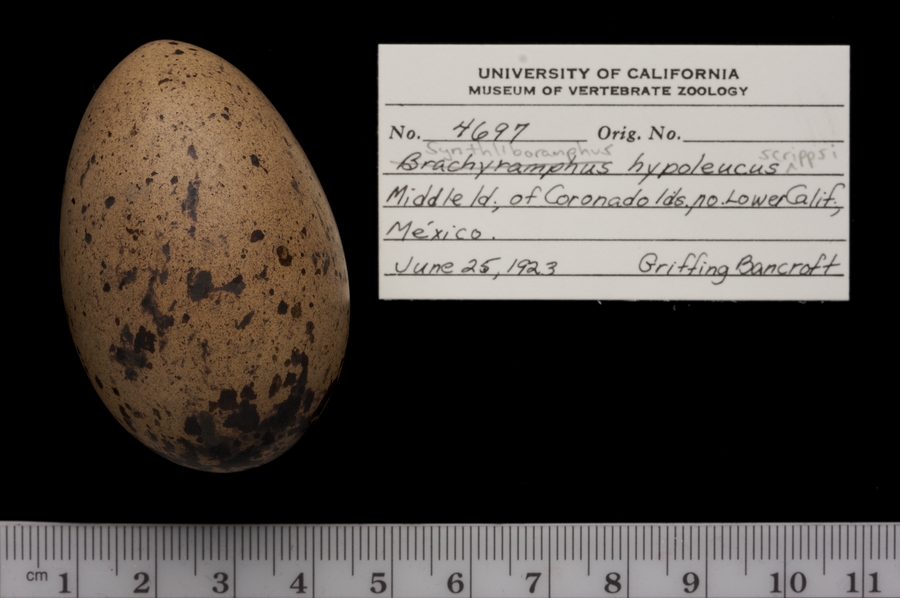 UNIVERSITY OF CALIFORNIA
MUSEUM OF VERTEBRATE ZOOLOGY
No. 4697 Orig. No.
Synthliboramphus scrippsi
Brachyramphus hypoleucus
Middle Id., of Coronado Ids., no. Lower Calif.,
México.
June 25, 1923 Griffing Bancroft
cm 1 2 3 4 5 6 7 8 9 10 11